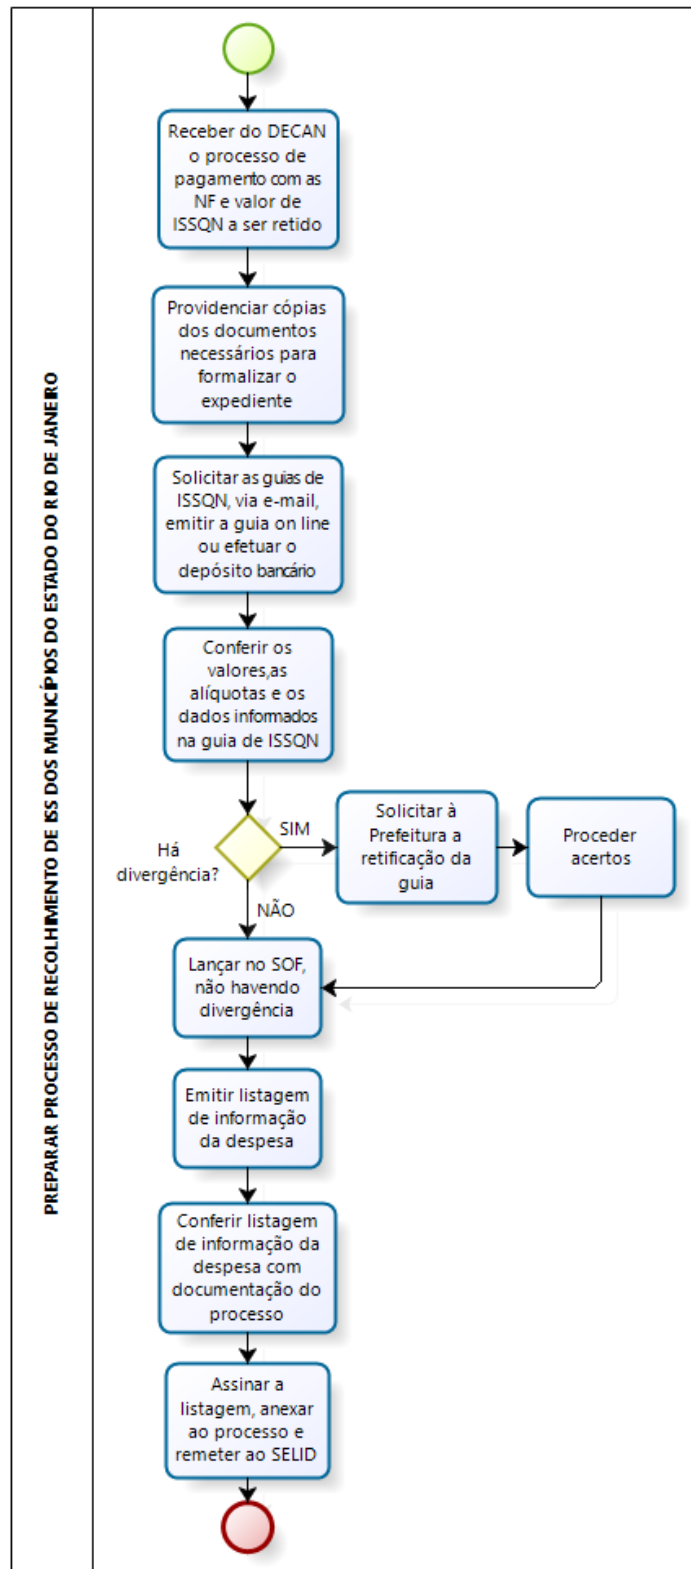 PREPARAR PROCESSO DE RECOLHIMENTO DE ISS DOS MUNICÍPIOS DO ESTADO DO RIO DE JANEIRO
Receber do DECAN
o processo de
pagamento com as
NF e valor de
ISSQN a ser retido
Providenciar cópias
dos documentos
necessários para
formalizar o
expediente
Solicitar as guias de
ISSQN, via e-mail,
emitir a guia on line
ou efetuar o
depósito bancário
Conferir os
valores,as
alíquotas e os
dados informados
na guia de ISSQN
Há
divergência?
SIM
Solicitar à
Prefeitura a
retificação da
guia
Proceder
acertos
NÃO
Lançar no SOF,
não havendo
divergência
Emitir listagem
de informação
da despesa
Conferir listagem
de informação da
despesa com
documentação do
processo
Assinar a
listagem, anexar
ao processo e
remeter ao SELID